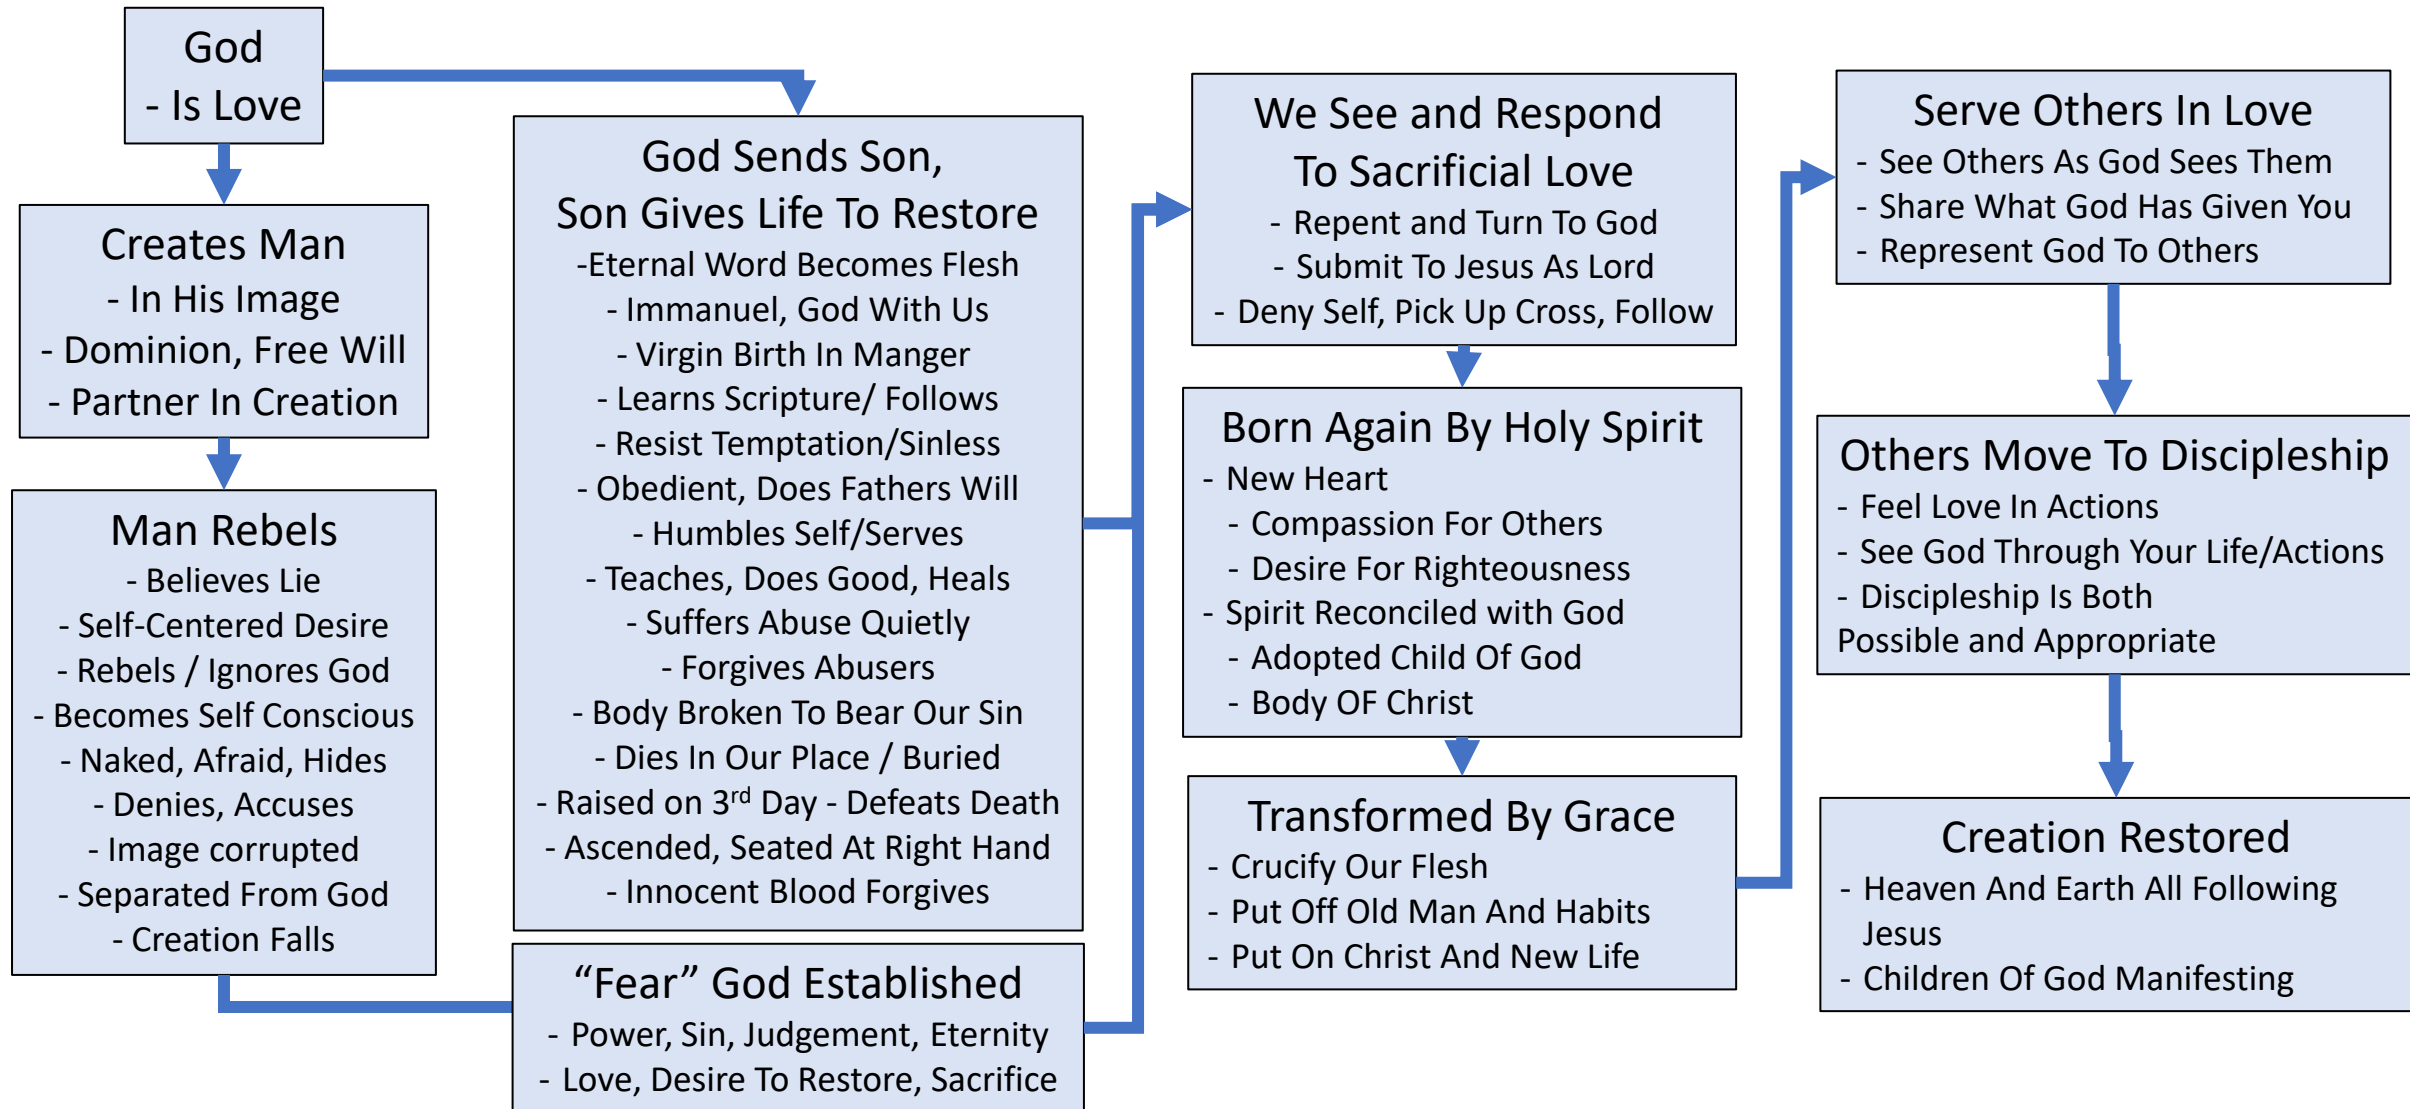 God
- Is Love
Creates Man
- In His Image
- Dominion, Free Will
- Partner In Creation
Man Rebels
- Believes Lie
- Self-Centered Desire
- Rebels / Ignores God
- Becomes Self Conscious
- Naked, Afraid, Hides
- Denies, Accuses
- Image corrupted
- Separated From God
- Creation Falls
God Sends Son,
Son Gives Life To Restore
-Eternal Word Becomes Flesh
- Immanuel, God With Us
- Virgin Birth In Manger
- Learns Scripture/ Follows
- Resist Temptation/Sinless
- Obedient, Does Fathers Will
- Humbles Self/Serves
- Teaches, Does Good, Heals
- Suffers Abuse Quietly
- Forgives Abusers
- Body Broken To Bear Our Sin
- Dies In Our Place / Buried
- Raised on 3rd Day - Defeats Death
- Ascended, Seated At Right Hand
- Innocent Blood Forgives
“Fear” God Established
- Power, Sin, Judgement, Eternity
- Love, Desire To Restore, Sacrifice
We See and Respond
To Sacrificial Love
- Repent and Turn To God
- Submit To Jesus As Lord
- Deny Self, Pick Up Cross, Follow
Born Again By Holy Spirit
- New Heart
- Compassion For Others
- Desire For Righteousness
- Spirit Reconciled with God
- Adopted Child Of God
- Body OF Christ
Transformed By Grace
- Crucify Our Flesh
- Put Off Old Man And Habits
- Put On Christ And New Life
Serve Others In Love
- See Others As God Sees Them
- Share What God Has Given You
- Represent God To Others
Others Move To Discipleship
- Feel Love In Actions
- See God Through Your Life/Actions
- Discipleship Is Both
Possible and Appropriate
Creation Restored
- Heaven And Earth All Following
Jesus
- Children Of God Manifesting